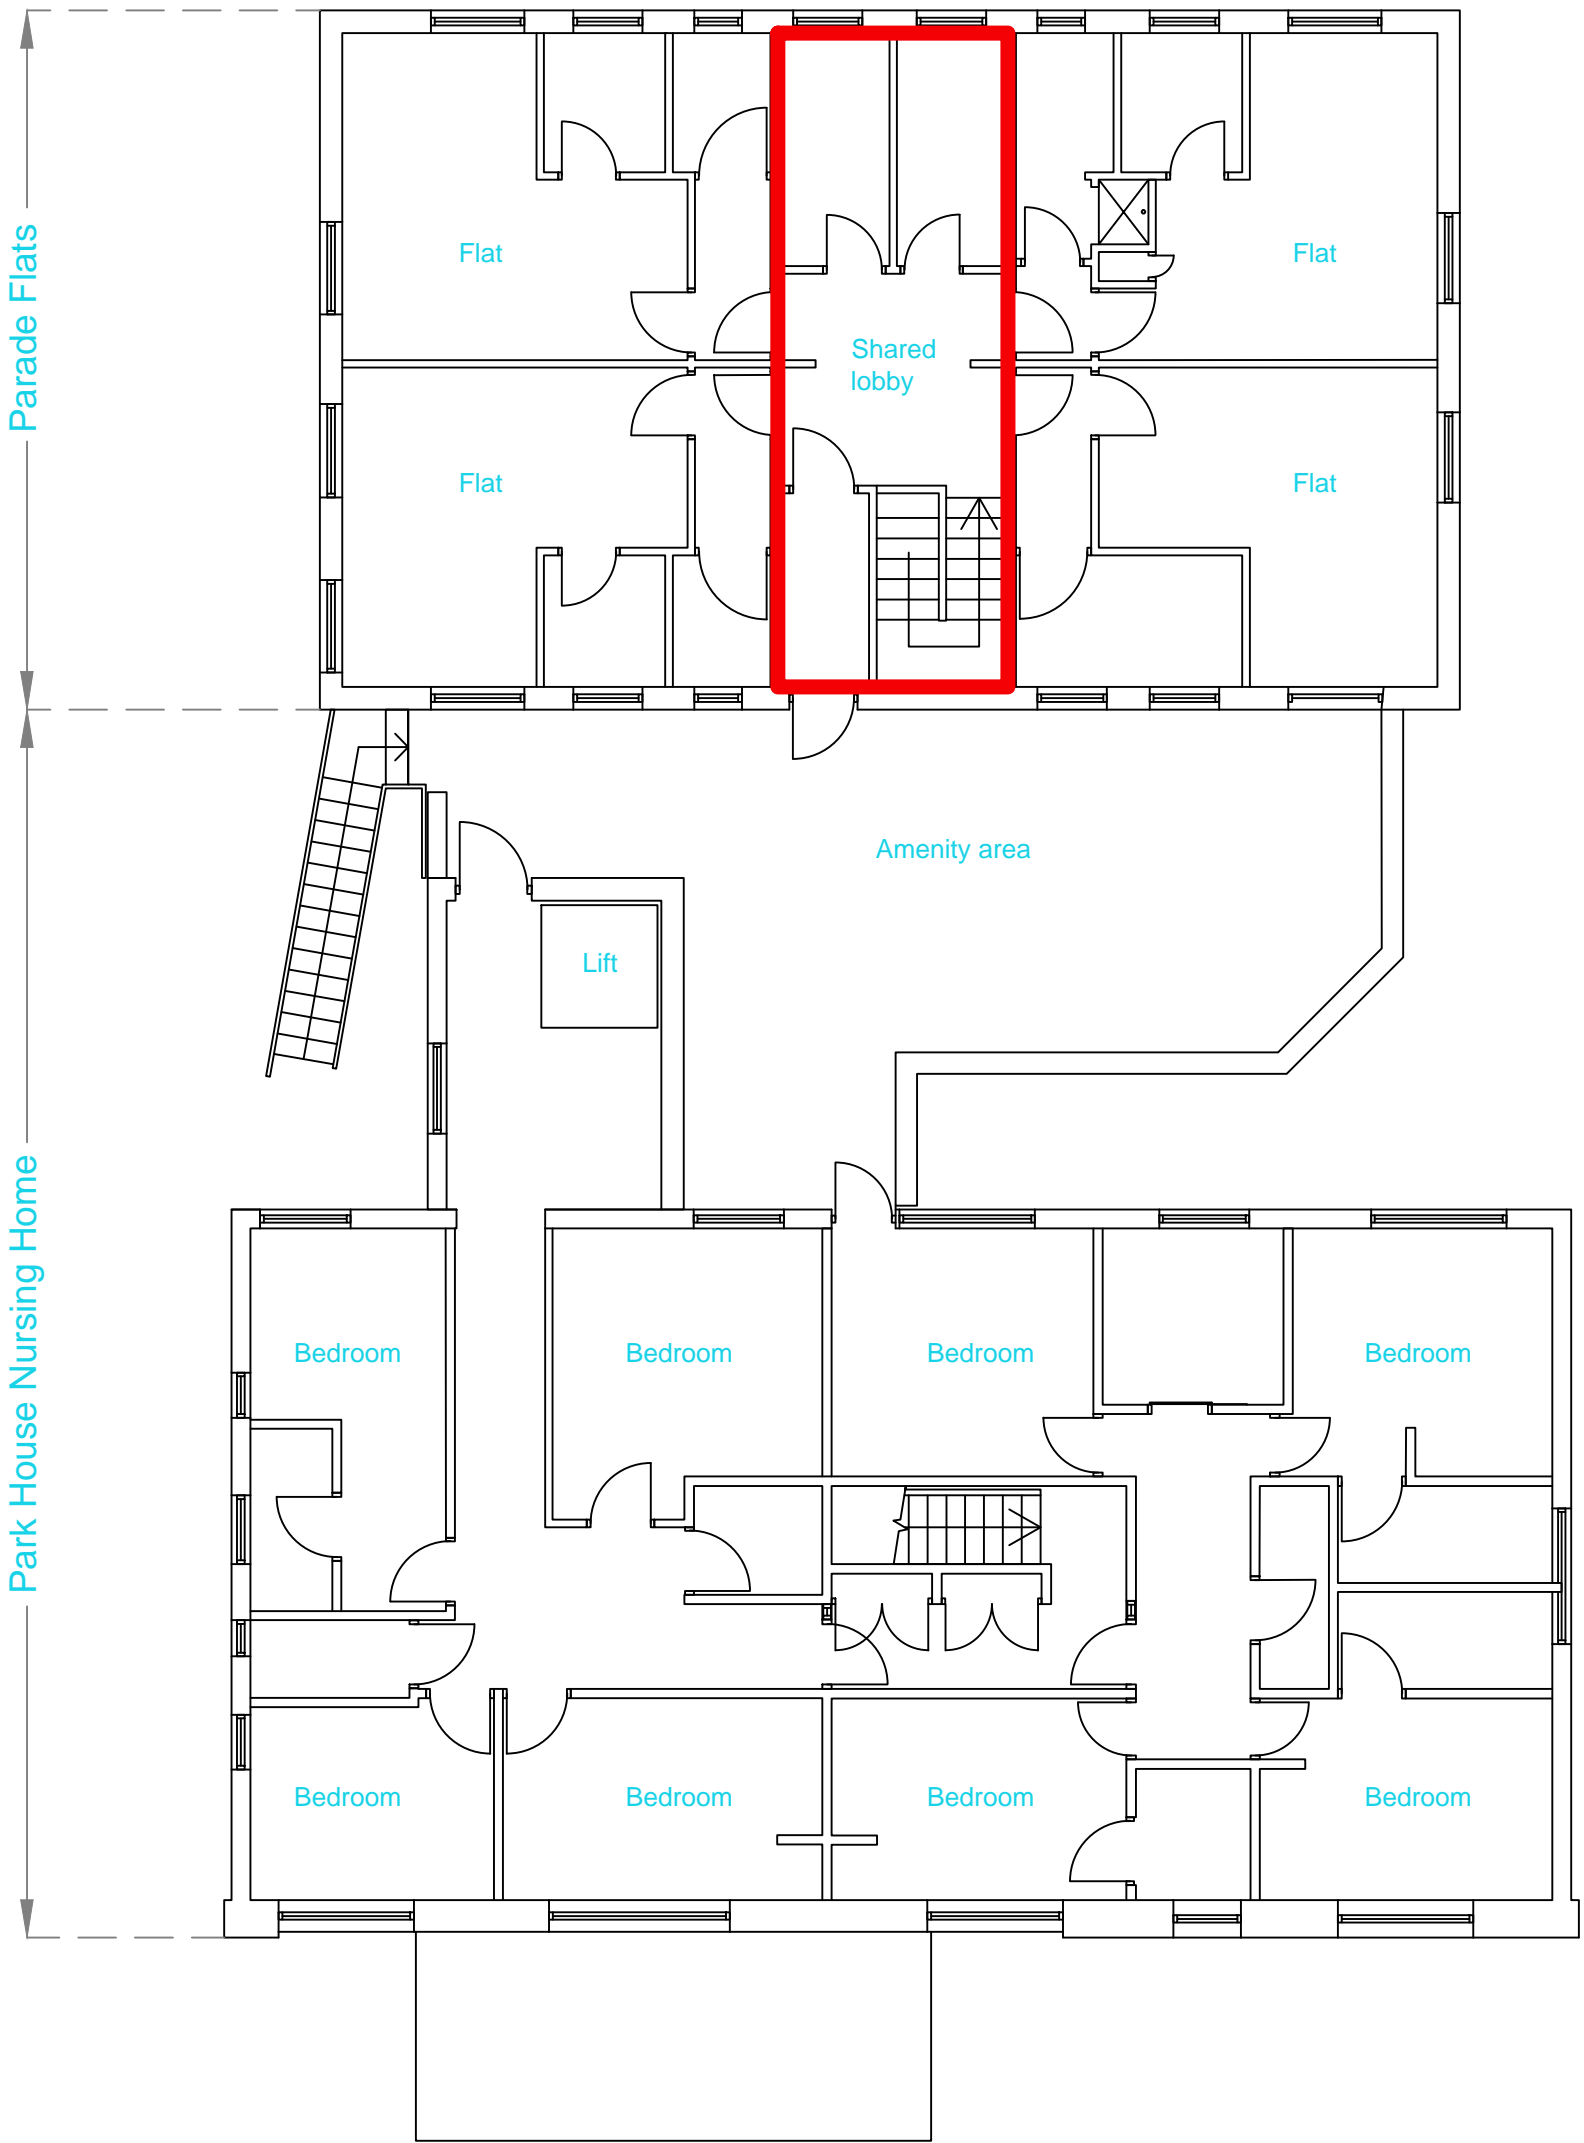 Parade Flats
Flat
Flat
Shared
lobby
Flat
Flat
Amenity area
Lift
Park House Nursing Home
Bedroom
Bedroom
Bedroom
Bedroom
Bedroom
Bedroom
Bedroom
Bedroom